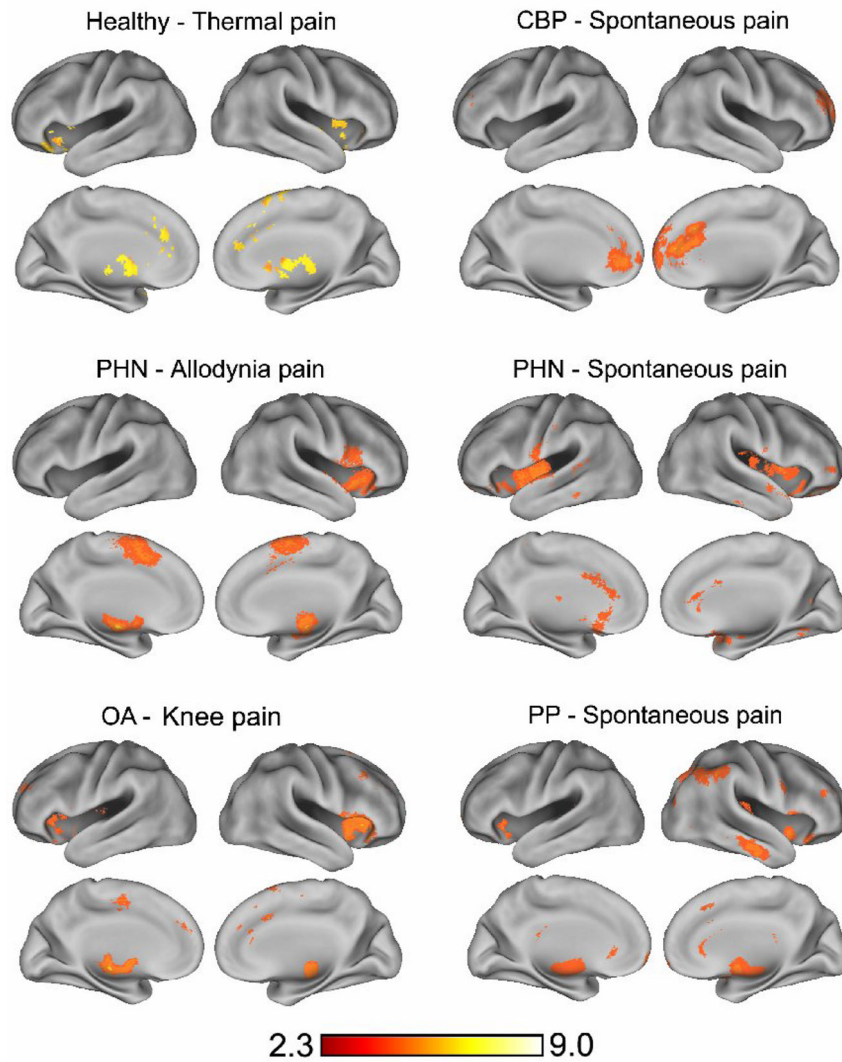 Healthy - Thermal pain
CBP - Spontaneous pain
PHN - Allodynia pain
PHN - Spontaneous pain
OA - Knee pain
PP - Spontaneous pain
2.3 9.0